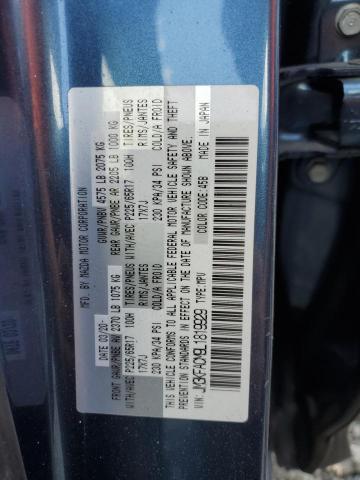 MFD. BY MAZDA MOTOR CORPORATION
DATE: 03/20- GVWR/PNBV 4575 LB 2075 KG
FRONT GAWR/PNBE AV 2370 LB 1075 KG REAR GAWR/PNBE AR 2205 LB 1000 KG
WITH/AVEC P225/65R17 100H TIRES/PNEUS WITH/AVEC P225/65R17 100H TIRES/PNEUS
17X7J RIMS/JANTES 17X7J RIMS/JANTES
230 KPA/34 PSI COLD/A FROID 230 KPA/34 PSI COLD/A FROID
THIS VEHICLE CONFORMS TO ALL APPLICABLE FEDERAL MOTOR VEHICLE SAFETY AND THEFT
PREVENTION STANDARDS IN EFFECT ON THE DATE OF MANUFACTURE SHOWN ABOVE.
VIN: TYPE: MPV COLOR CODE: 45B MADE IN JAPAN